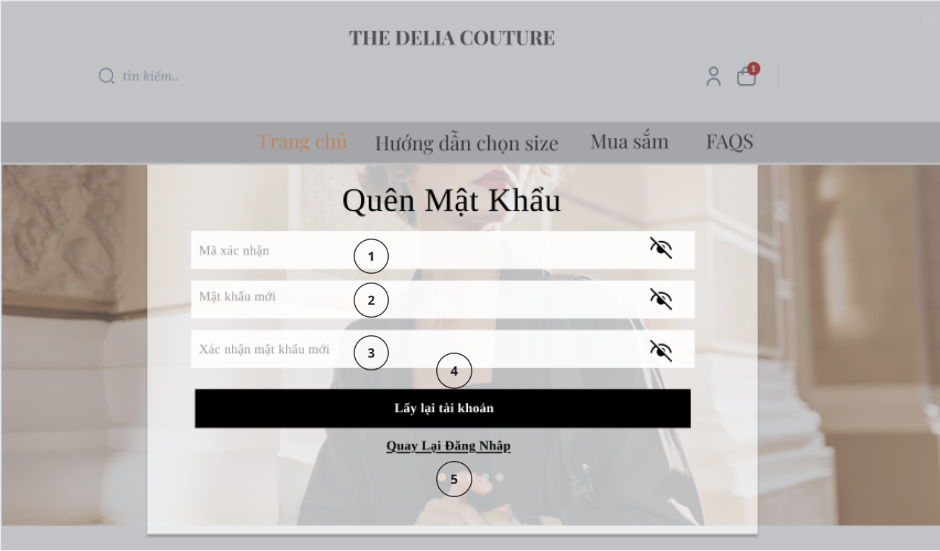 THE DELIA COUTURE
tìn kiếm..
1
Trang chủ Hướng dẫn chọn size Mua sắm FAQS
Quên Mật Khẩu
Mã xác nhận 1
Mật khẩu mới 2
Xác nhận mật khẩu mới 3
4
Lấy lại tài khoản
Quay Lại Đăng Nhâp
5